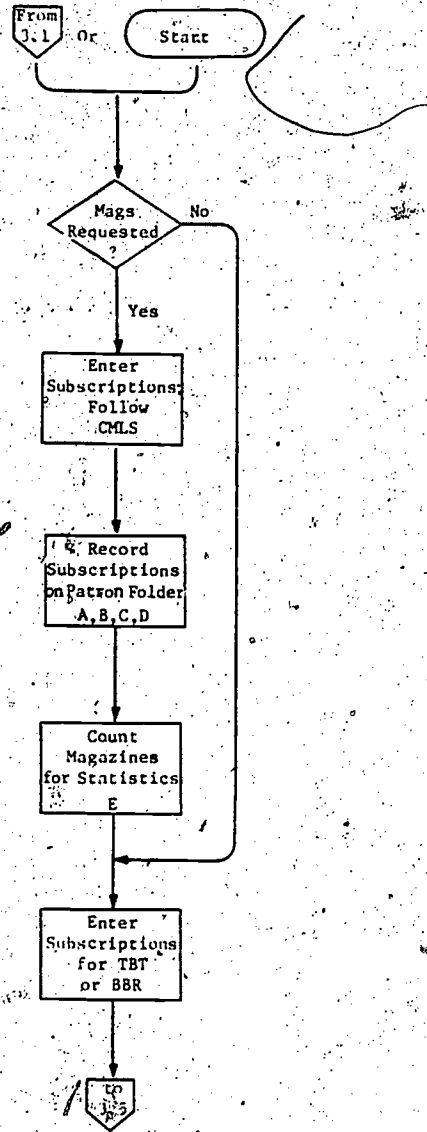 From
3.1 Or Start
Mags
Requested
?
No
Yes
Enter
Subscriptions
Follow
CMLS
Record
Subscriptions
on Patron Folder
A,B,C,D
Count
Magazines
for Statistics
E
Enter
Subscriptions
for TBT
or BBR